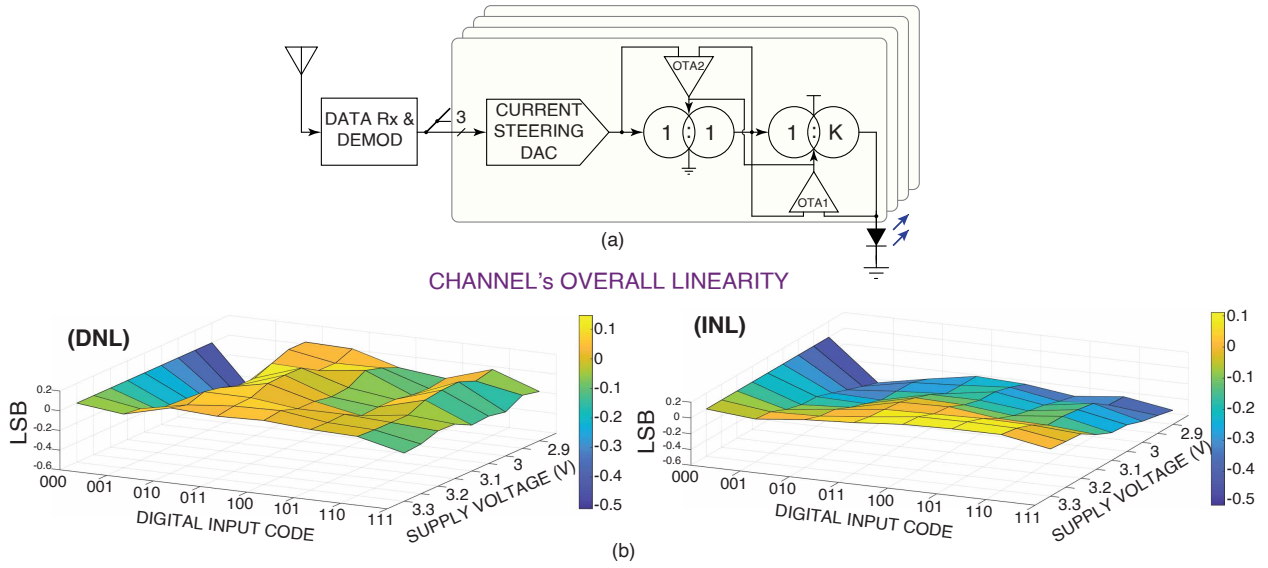 DATA Rx &
DEMOD
3
CURRENT
STEERING
DAC
OTA2
1 : 1
1 : K
OTA1
(a)
CHANNEL's OVERALL LINEARITY
(DNL)
LSB
0.2
0
-0.2
-0.4
-0.6
000 001 010 011 100 101 110 111
DIGITAL INPUT CODE
3.3 3.2 3.1 3 2.9
SUPPLY VOLTAGE (V)
0.1
0
-0.1
-0.2
-0.3
-0.4
-0.5
(INL)
LSB
0.2
0
-0.2
-0.4
-0.6
000 001 010 011 100 101 110 111
DIGITAL INPUT CODE
3.3 3.2 3.1 3 2.9
SUPPLY VOLTAGE (V)
0.1
0
-0.1
-0.2
-0.3
-0.4
-0.5
(b)